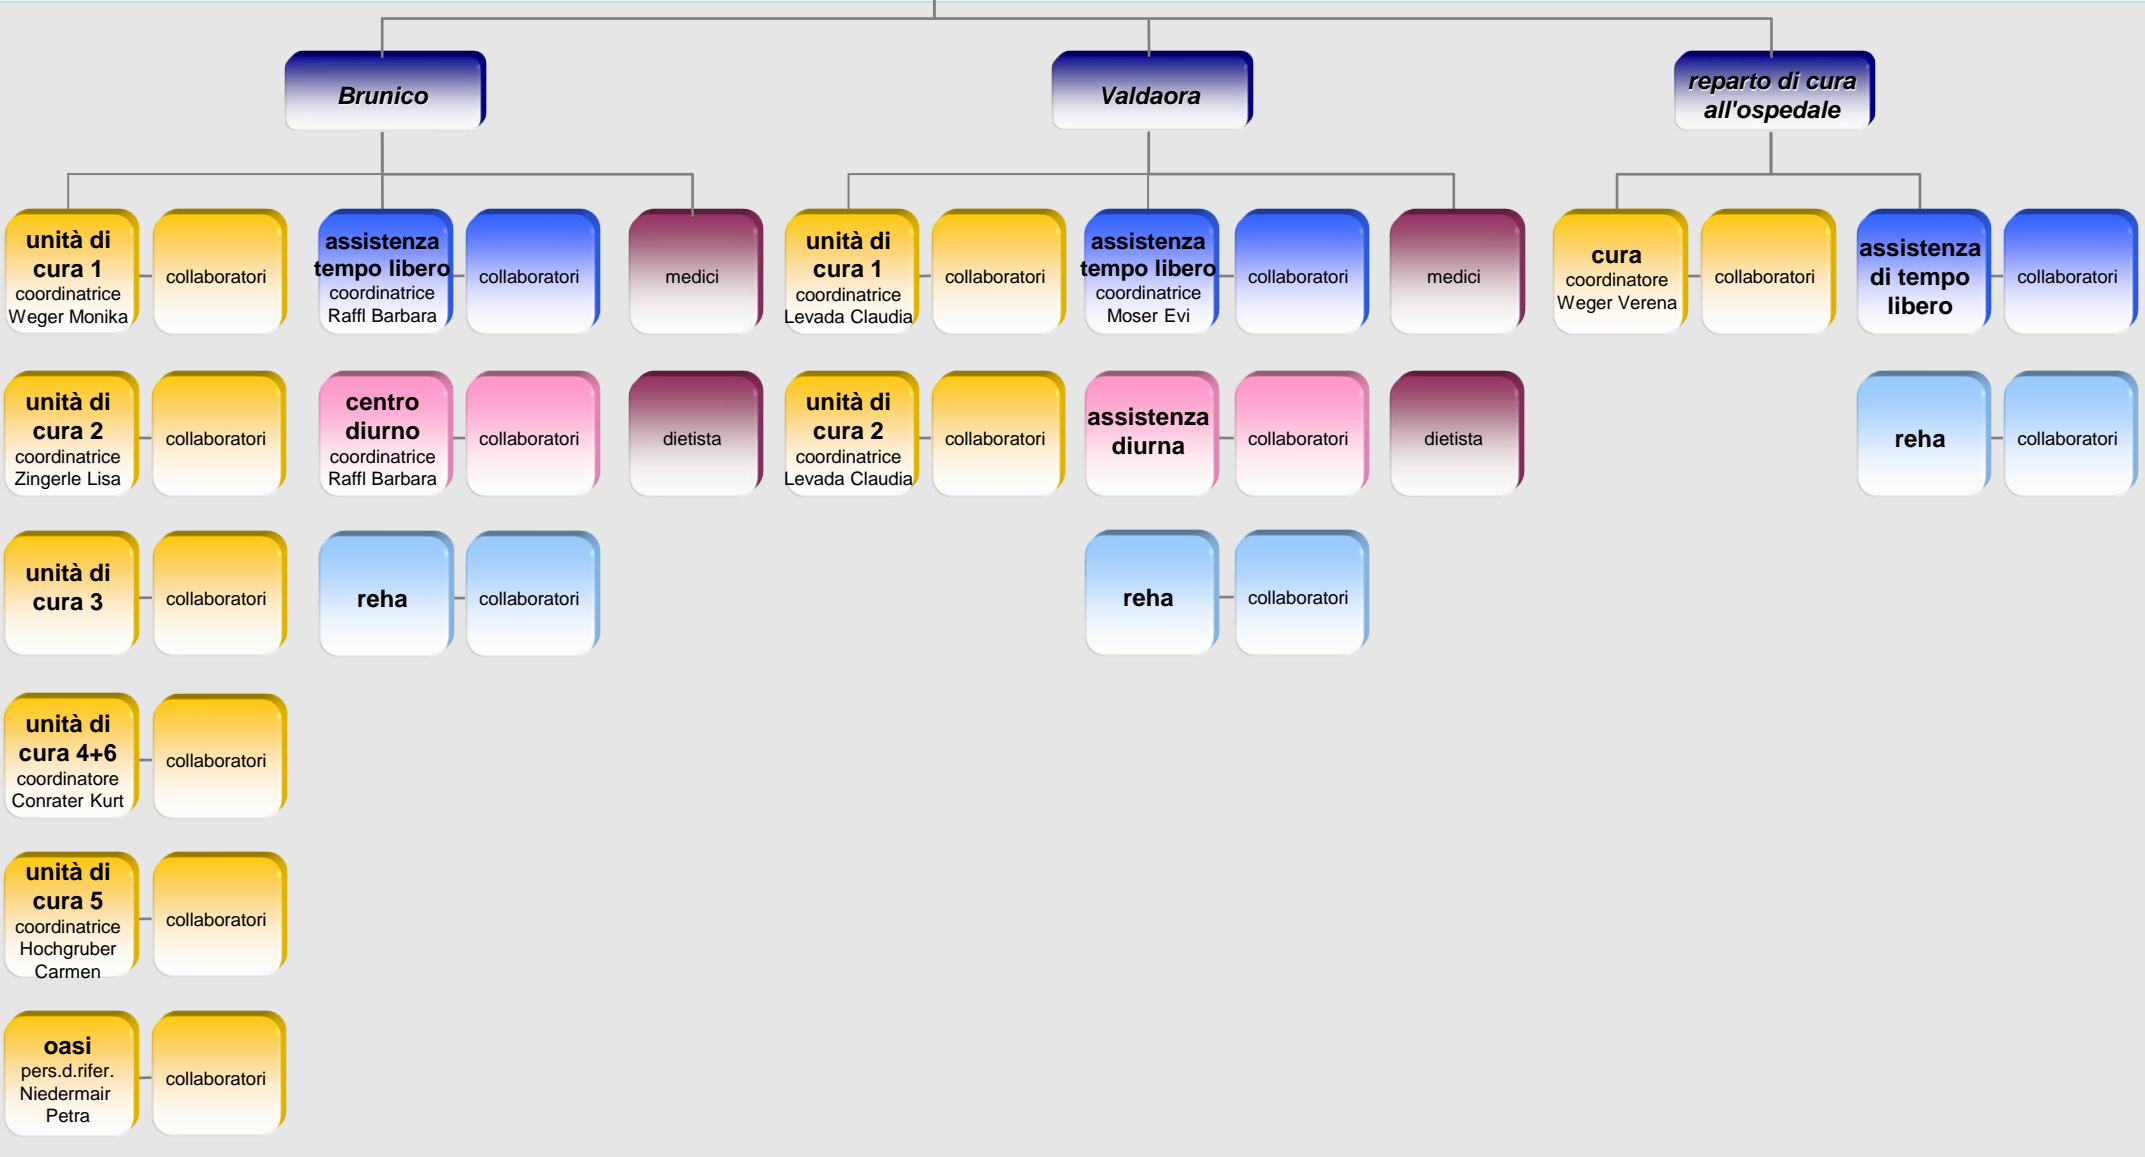 Brunico
Valdaora
reparto di cura
all'ospedale
unità di
cura 1
coordinatrice
Weger Monika
collaboratori
assistenza
tempo libero
coordinatrice
Raffl Barbara
collaboratori
medici
unità di
cura 1
coordinatrice
Levada Claudia
collaboratori
assistenza
tempo libero
coordinatrice
Moser Evi
collaboratori
medici
cura
coordinatore
Weger Verena
collaboratori
assistenza
di tempo
libero
collaboratori
unità di
cura 2
coordinatrice
Zingerle Lisa
collaboratori
centro
diurno
coordinatrice
Raffl Barbara
collaboratori
dietista
unità di
cura 2
coordinatrice
Levada Claudia
collaboratori
assistenza
diurna
collaboratori
dietista
reha
collaboratori
unità di
cura 3
collaboratori
reha
collaboratori
reha
collaboratori
unità di
cura 4+6
coordinatore
Conrater Kurt
collaboratori
unità di
cura 5
coordinatrice
Hochgruber
Carmen
collaboratori
oasi
pers.d.rifer.
Niedermair
Petra
collaboratori